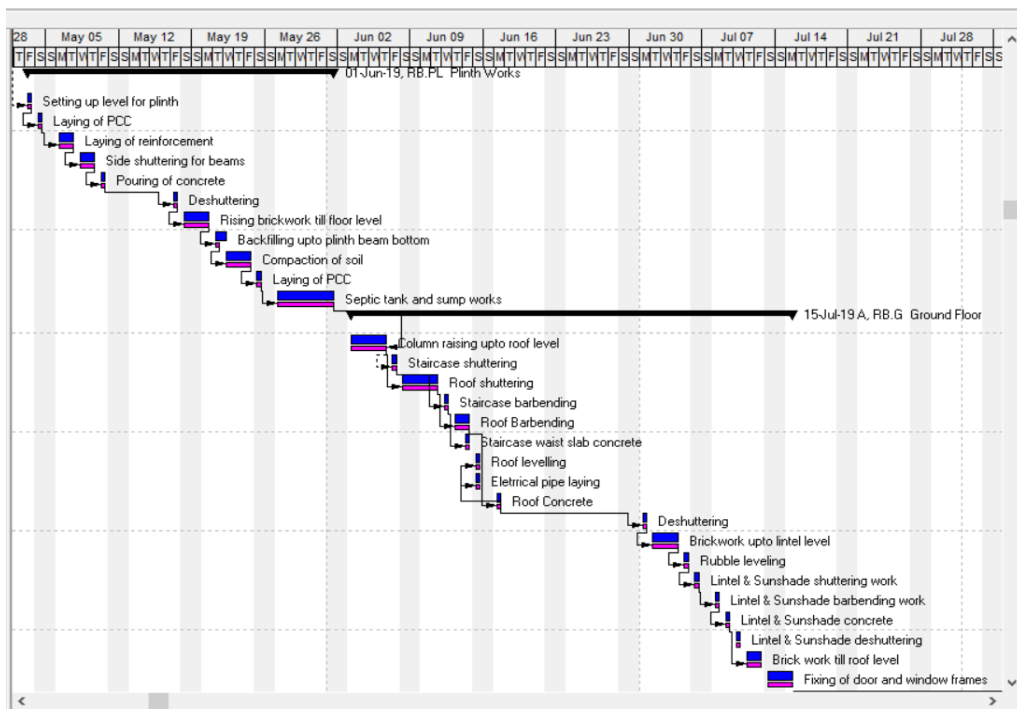 28 May 05 May 12 May 19 May 26 Jun 02 Jun 09 Jun 16 Jun 23 Jun 30 Jul 07 Jul 14 Jul 21 Jul 28
T F S S M T W T F S S M T W T F S S M T W T F S S M T W T F S S M T W T F S S M T W T F S S M T W T F S S M T W T F S S M T W T F S S M T W T F S S M T W T F S S M T W T F S S M T W T F S S M T W T F S S
01-Jun-19, RB.PL Plinth Works
Setting up level for plinth
Laying of PCC
Laying of reinforcement
Side shuttering for beams
Pouring of concrete
Deshuttering
Rising brickwork till floor level
Backfilling upto plinth beam bottom
Compaction of soil
Laying of PCC
Septic tank and sump works
15-Jul-19 A, RB.G Ground Floor
Column raising upto roof level
Staircase shuttering
Roof shuttering
Staircase barbending
Roof Barbending
Staircase waist slab concrete
Roof levelling
Eletrrical pipe laying
Roof Concrete
Deshuttering
Brickwork upto lintel level
Rubble leveling
Lintel & Sunshade shuttering work
Lintel & Sunshade barbending work
Lintel & Sunshade concrete
Lintel & Sunshade deshuttering
Brick work till roof level
Fixing of door and window frames